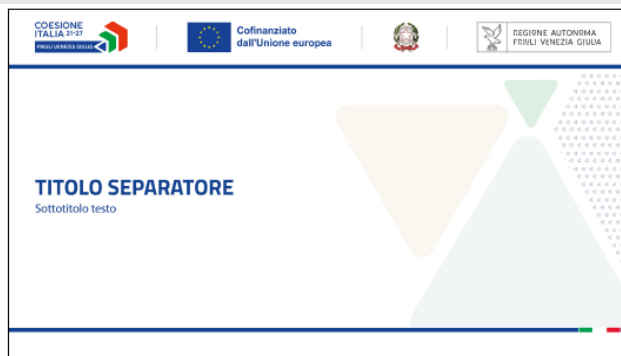 COESIONE
ITALIA 21-27
FRIULI VENEZIA GIULIA
Cofinanziato
dall'Unione europea
REGIONE AUTONOMA
FRIULI VENEZIA GIULIA
TITOLO SEPARATORE
Sottotitolo testo